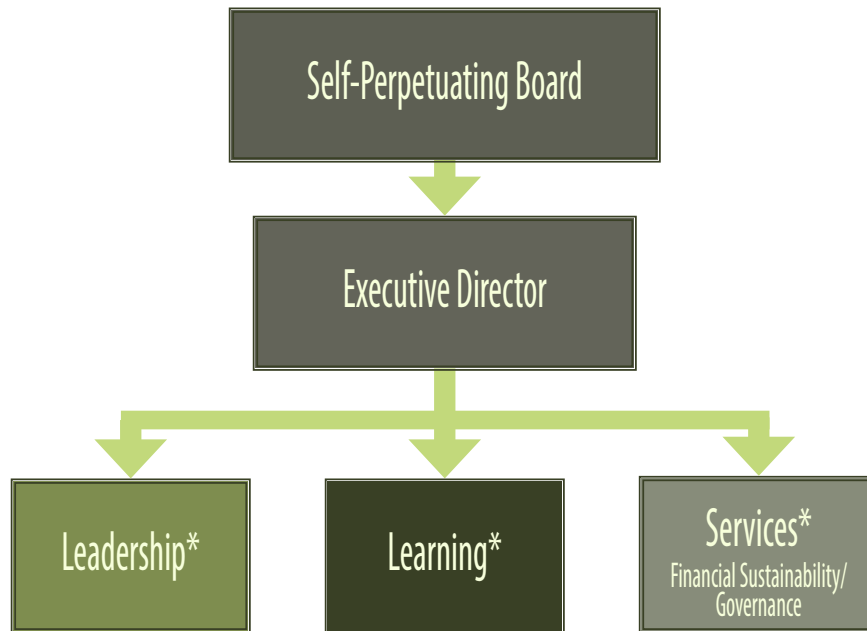 Self-Perpetuating Board
Executive Director
Leadership*
Learning*
Services*
Financial Sustainability/
Governance